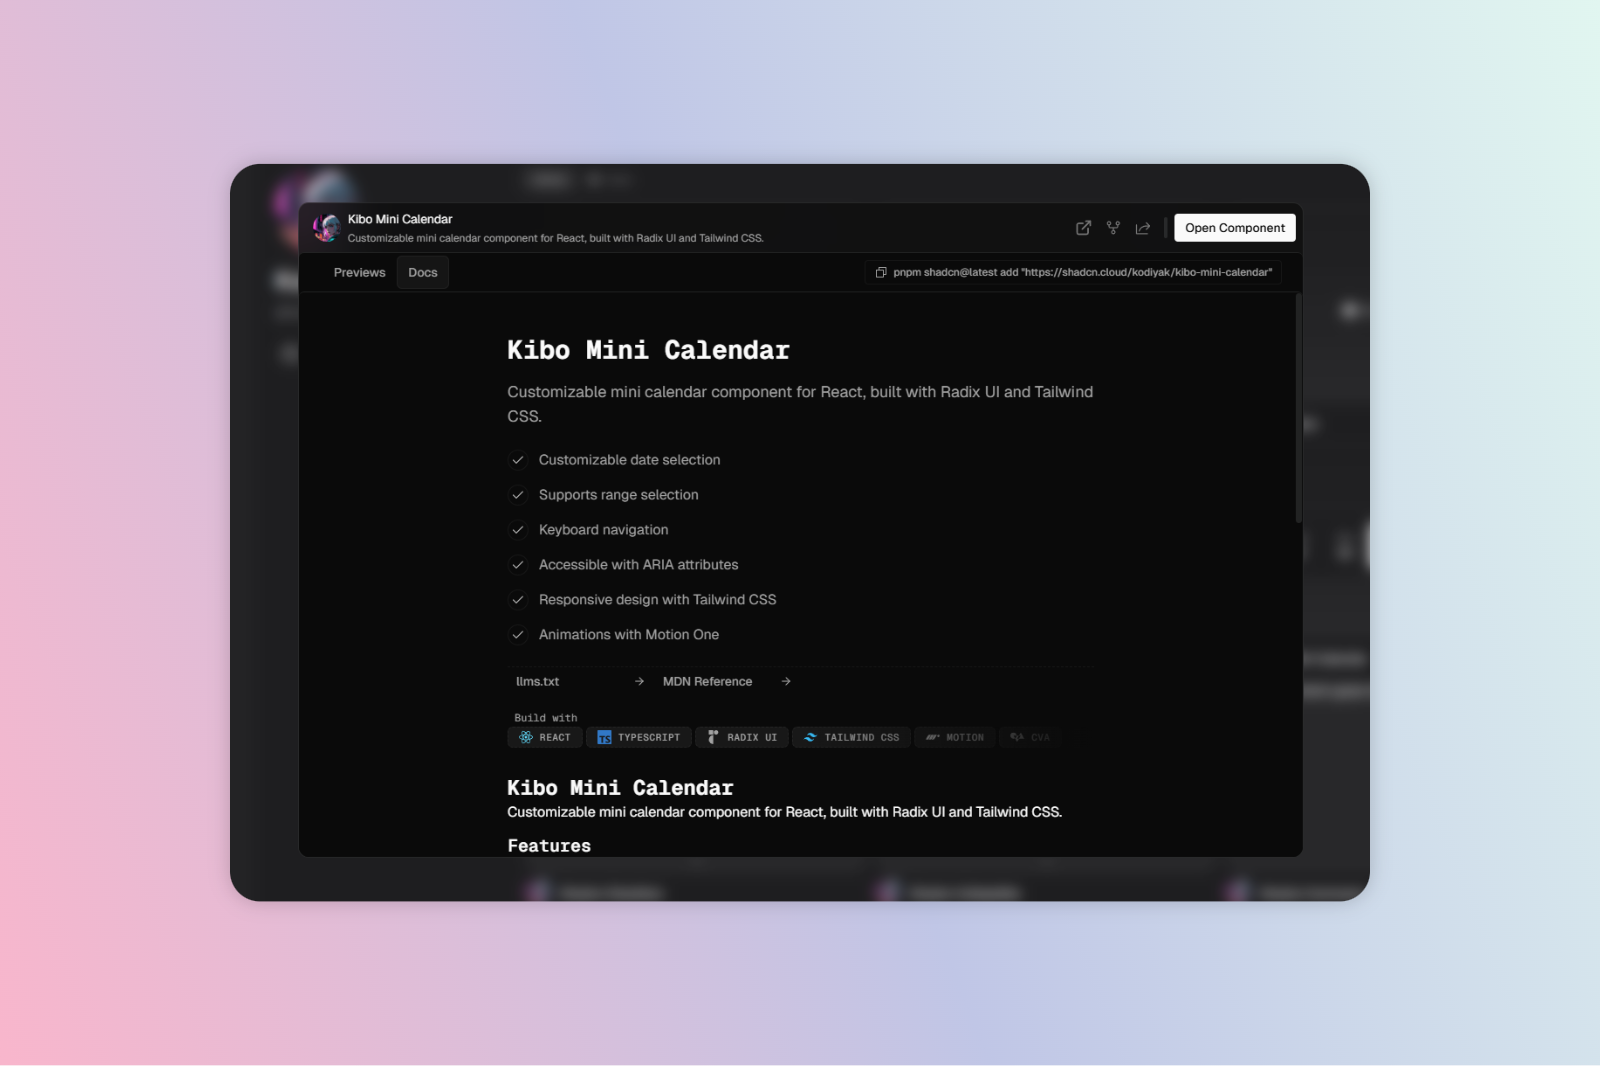 Kibo Mini Calendar
Customizable mini calendar component for React, built with Radix UI and Tailwind CSS.
Open Component
Previews
Docs
pnpm shadcn@latest add "https://shadcn.cloud/kodiyak/kibo-mini-calendar"
Kibo Mini Calendar
Customizable mini calendar component for React, built with Radix UI and Tailwind
CSS.
Customizable date selection
Supports range selection
Keyboard navigation
Accessible with ARIA attributes
Responsive design with Tailwind CSS
Animations with Motion One
llms.txt
MDN Reference
Build with
REACT
TS TYPESCRIPT
RADIX UI
TAILWIND CSS
MOTION
CVA
Kibo Mini Calendar
Customizable mini calendar component for React, built with Radix UI and Tailwind CSS.
Features